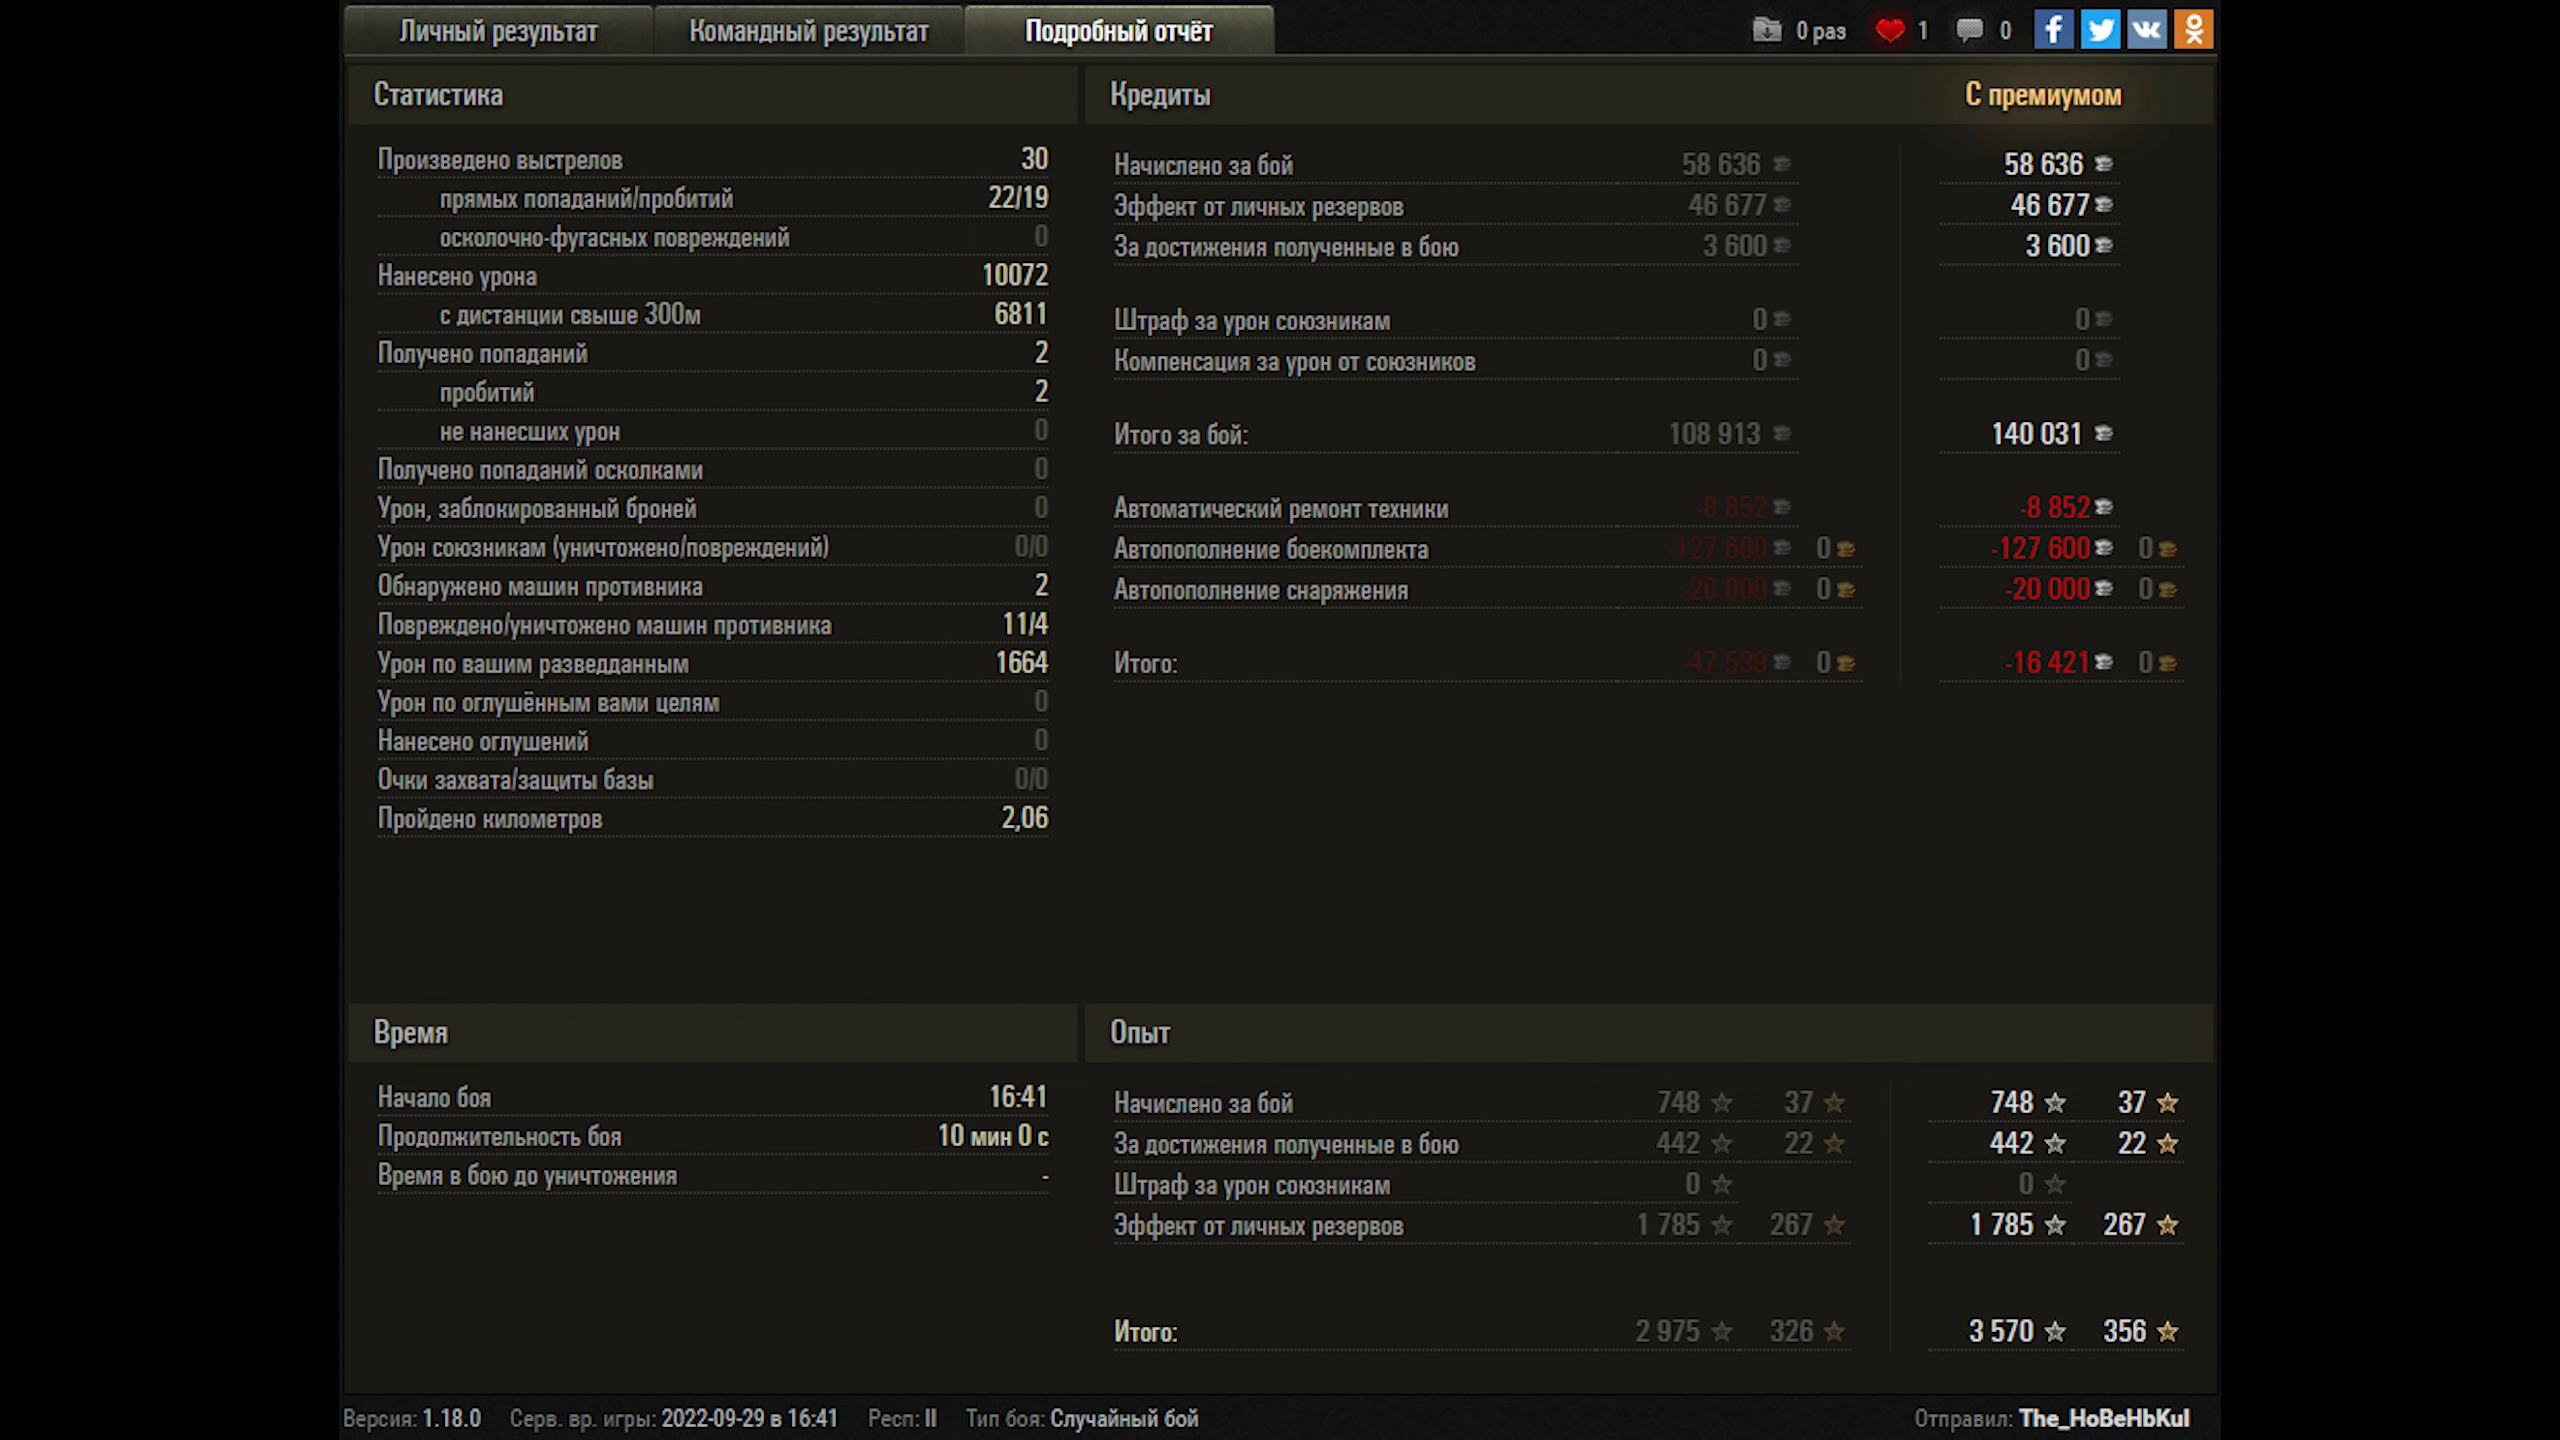 Личный результат Командный результат Подробный отчёт 0 раз 1 0
Статистика
Произведено выстрелов 30
прямых попаданий/пробитий 22/19
осколочно-фугасных повреждений 0
Нанесено урона 10072
с дистанции свыше 300м 6811
Получено попаданий 2
пробитий 2
не нанесших урон 0
Получено попаданий осколками 0
Урон, заблокированный броней 0
Урон союзникам (уничтожено/повреждений) 0/0
Обнаружено машин противника 2
Повреждено/уничтожено машин противника 11/4
Урон по вашим разведданным 1664
Урон по оглушённым вами целям 0
Нанесено оглушений 0
Очки захвата/защиты базы 0/0
Пройдено километров 2,06
Кредиты С премиумом
Начислено за бой 58 636 58 636
Эффект от личных резервов 46 677 46 677
За достижения полученные в бою 3 600 3 600
Штраф за урон союзникам 0 0
Компенсация за урон от союзников 0 0
Итого за бой: 108 913 140 031
Автоматический ремонт техники -8 852 -8 852
Автопополнение боекомплекта -127 600 0 -127 600 0
Автопополнение снаряжения -20 000 0 -20 000 0
Итого: -47 539 0 -16 421 0
Время
Начало боя 16:41
Продолжительность боя 10 мин 0 с
Время в бою до уничтожения -
Опыт
Начислено за бой 748 37 748 37
За достижения полученные в бою 442 22 442 22
Штраф за урон союзникам 0 0
Эффект от личных резервов 1 785 267 1 785 267
Итого: 2 975 326 3 570 356
Версия: 1.18.0 Серв. вр. игры: 2022-09-29 в 16:41 Респ: II Тип боя: Случайный бой Отправил: The_HoBeHbKuI